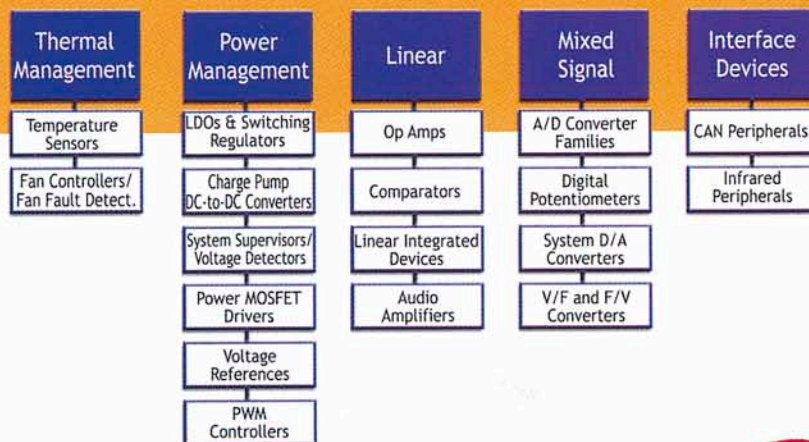 Thermal
Management
Temperature
Sensors
Fan Controllers/
Fan Fault Detect.
Power
Management
LDOs & Switching
Regulators
Charge Pump
DC-to-DC Converters
System Supervisors/
Voltage Detectors
Power MOSFET
Drivers
Voltage
References
PWM
Controllers
Linear
Op Amps
Comparators
Linear Integrated
Devices
Audio
Amplifiers
Mixed
Signal
A/D Converter
Families
Digital
Potentiometers
System D/A
Converters
V/F and F/V
Converters
Interface
Devices
CAN Peripherals
Infrared
Peripherals